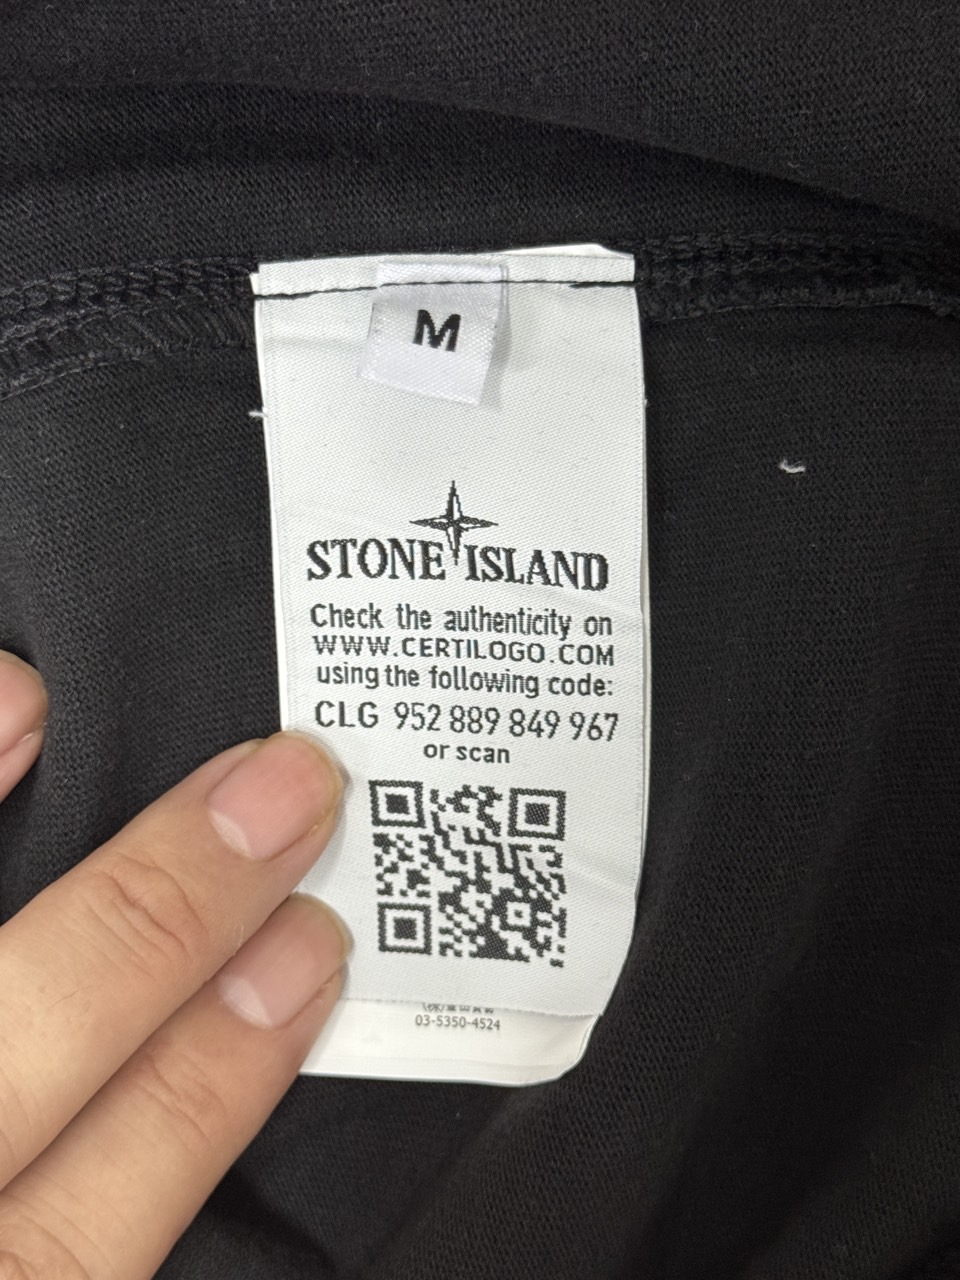 M
STONE ISLAND
Check the authenticity on
WWW.CERTILOGO.COM
using the following code:
CLG 952 889 849 967
or scan
03-5350-4524